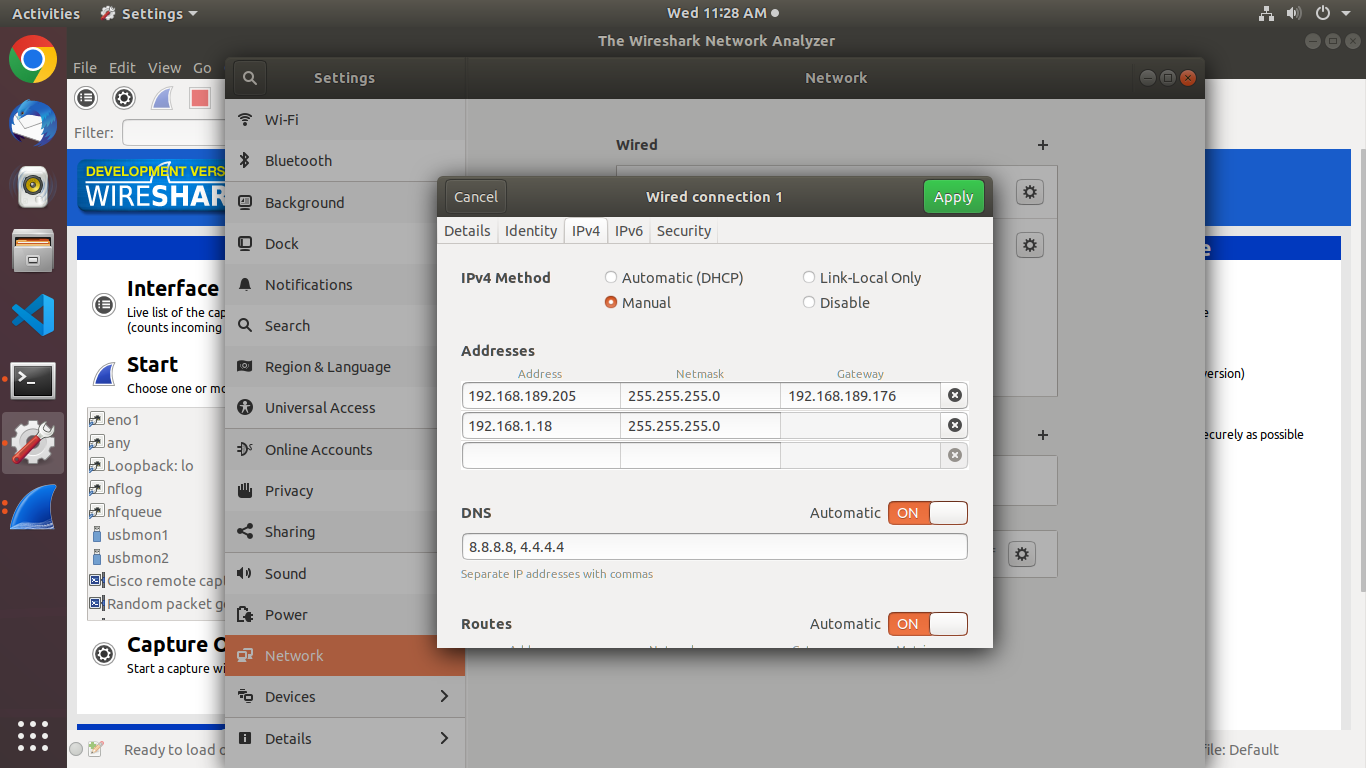 Activities Settings Wed 11:28 AM
The Wireshark Network Analyzer
File Edit View Go
Filter:
DEVELOPMENT VERS
WIRESHAR
Interface
Live list of the cap
(counts incoming
Start
Choose one or mo
eno1
any
Loopback: lo
nflog
nfqueue
usbmon1
usbmon2
Cisco remote capt
Random packet ge
Capture O
Start a capture wi
Ready to load o
Settings
Wi-Fi
Bluetooth
Background
Dock
Notifications
Search
Region & Language
Universal Access
Online Accounts
Privacy
Sharing
Sound
Power
Network
Devices
Details
Network
Wired
Cancel Wired connection 1 Apply
Details Identity IPv4 IPv6 Security
IPv4 Method Automatic (DHCP) Link-Local Only
Manual Disable
Addresses
Address Netmask Gateway
192.168.189.205 255.255.255.0 192.168.189.176
192.168.1.18 255.255.255.0
DNS Automatic ON
8.8.8.8, 4.4.4.4
Separate IP addresses with commas
Routes Automatic ON
e
e
version)
ecurely as possible
file: Default